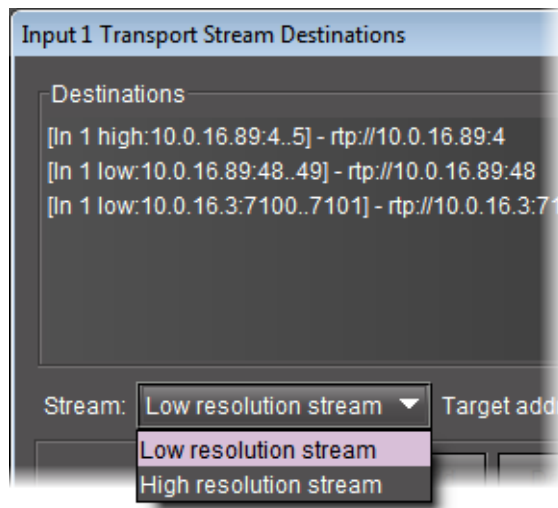 Input 1 Transport Stream Destinations
Destinations
[In 1 high:10.0.16.89:4..5] - rtp://10.0.16.89:4
[In 1 low:10.0.16.89:48..49] - rtp://10.0.16.89:48
[In 1 low:10.0.16.3:7100..7101] - rtp://10.0.16.3:71
Stream: Low resolution stream Target add
Low resolution stream
High resolution stream